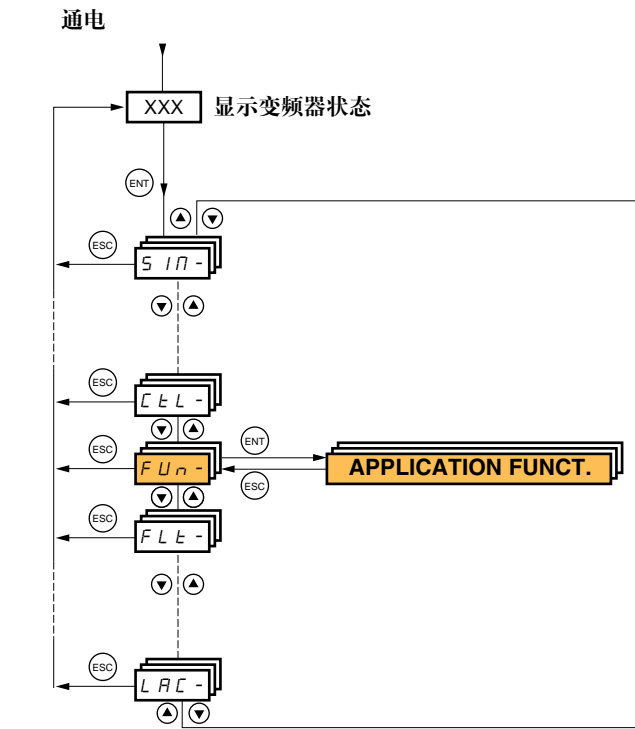 通电
XXX 显示变频器状态
ENT
ESC
SIM-
ESC
CtL-
ESC
ENT
FUn-
APPLICATION FUNCT.
ESC
ESC
FLt-
ESC
LAC-